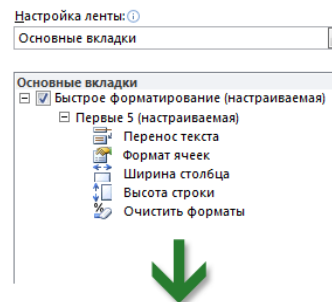 Настройка ленты:
Основные вкладки
Основные вкладки
Быстрое форматирование (настраиваемая)
Первые 5 (настраиваемая)
Перенос текста
Формат ячеек
Ширина столбца
Высота строки
Очистить форматы